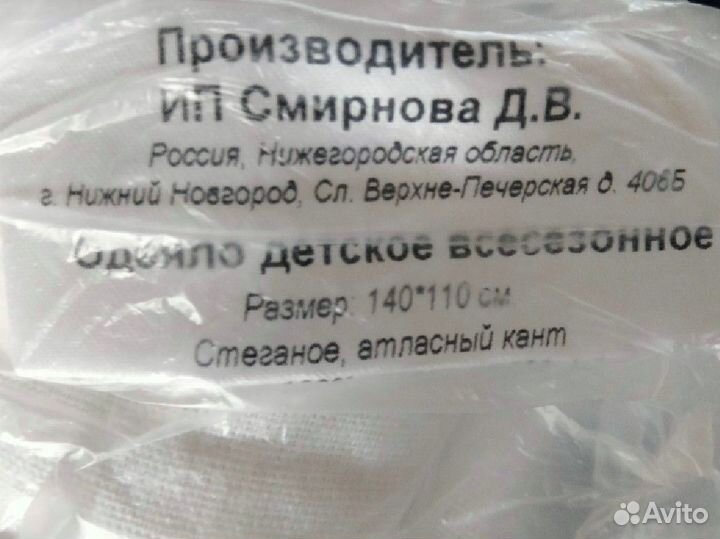 Производитель:
ИП Смирнова Д.В.
Россия, Нижегородская область,
г. Нижний Новгород, Сл. Верхне-Печерская д. 406Б
Одеяло детское всесезонное
Размер: 140*110 см
Стеганое, атласный кант
Avito